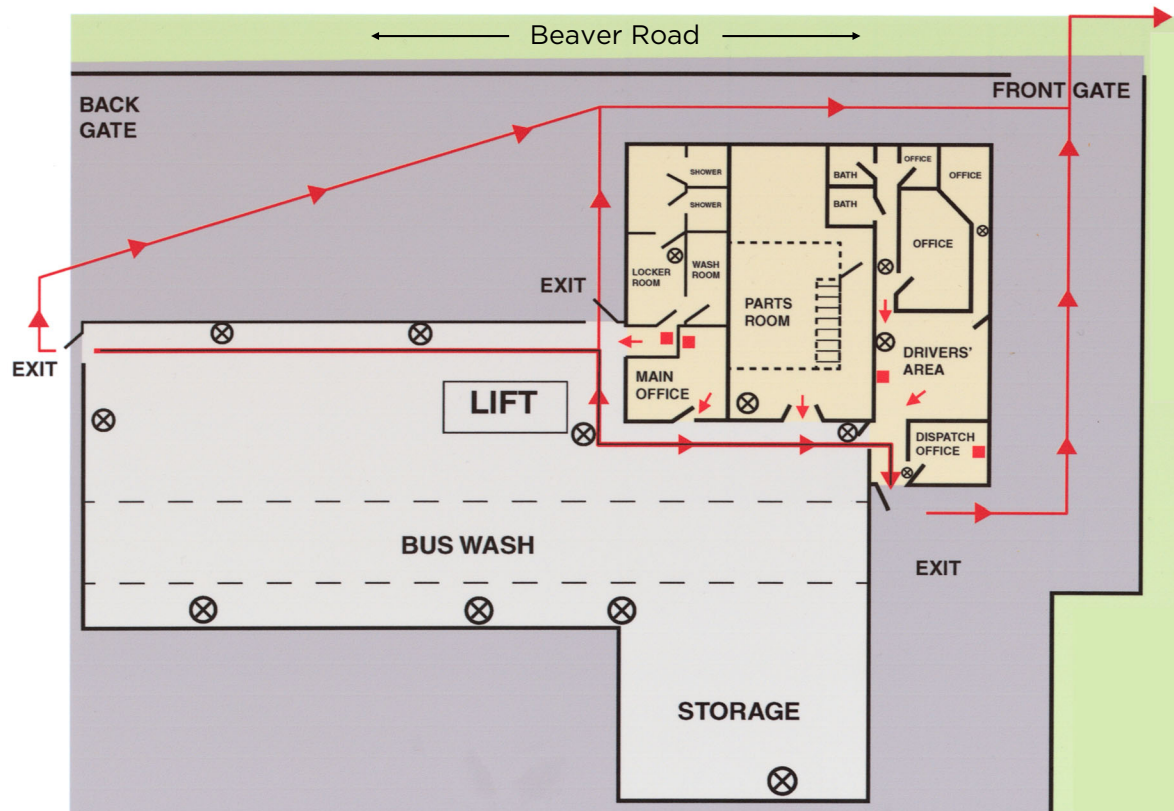 Beaver Road
BACK
GATE
FRONT GATE
SHOWER
SHOWER
BATH
BATH
OFFICE
OFFICE
OFFICE
LOCKER
ROOM
WASH
ROOM
EXIT
PARTS
ROOM
DRIVERS'
AREA
EXIT
MAIN
OFFICE
LIFT
DISPATCH
OFFICE
BUS WASH
EXIT
STORAGE